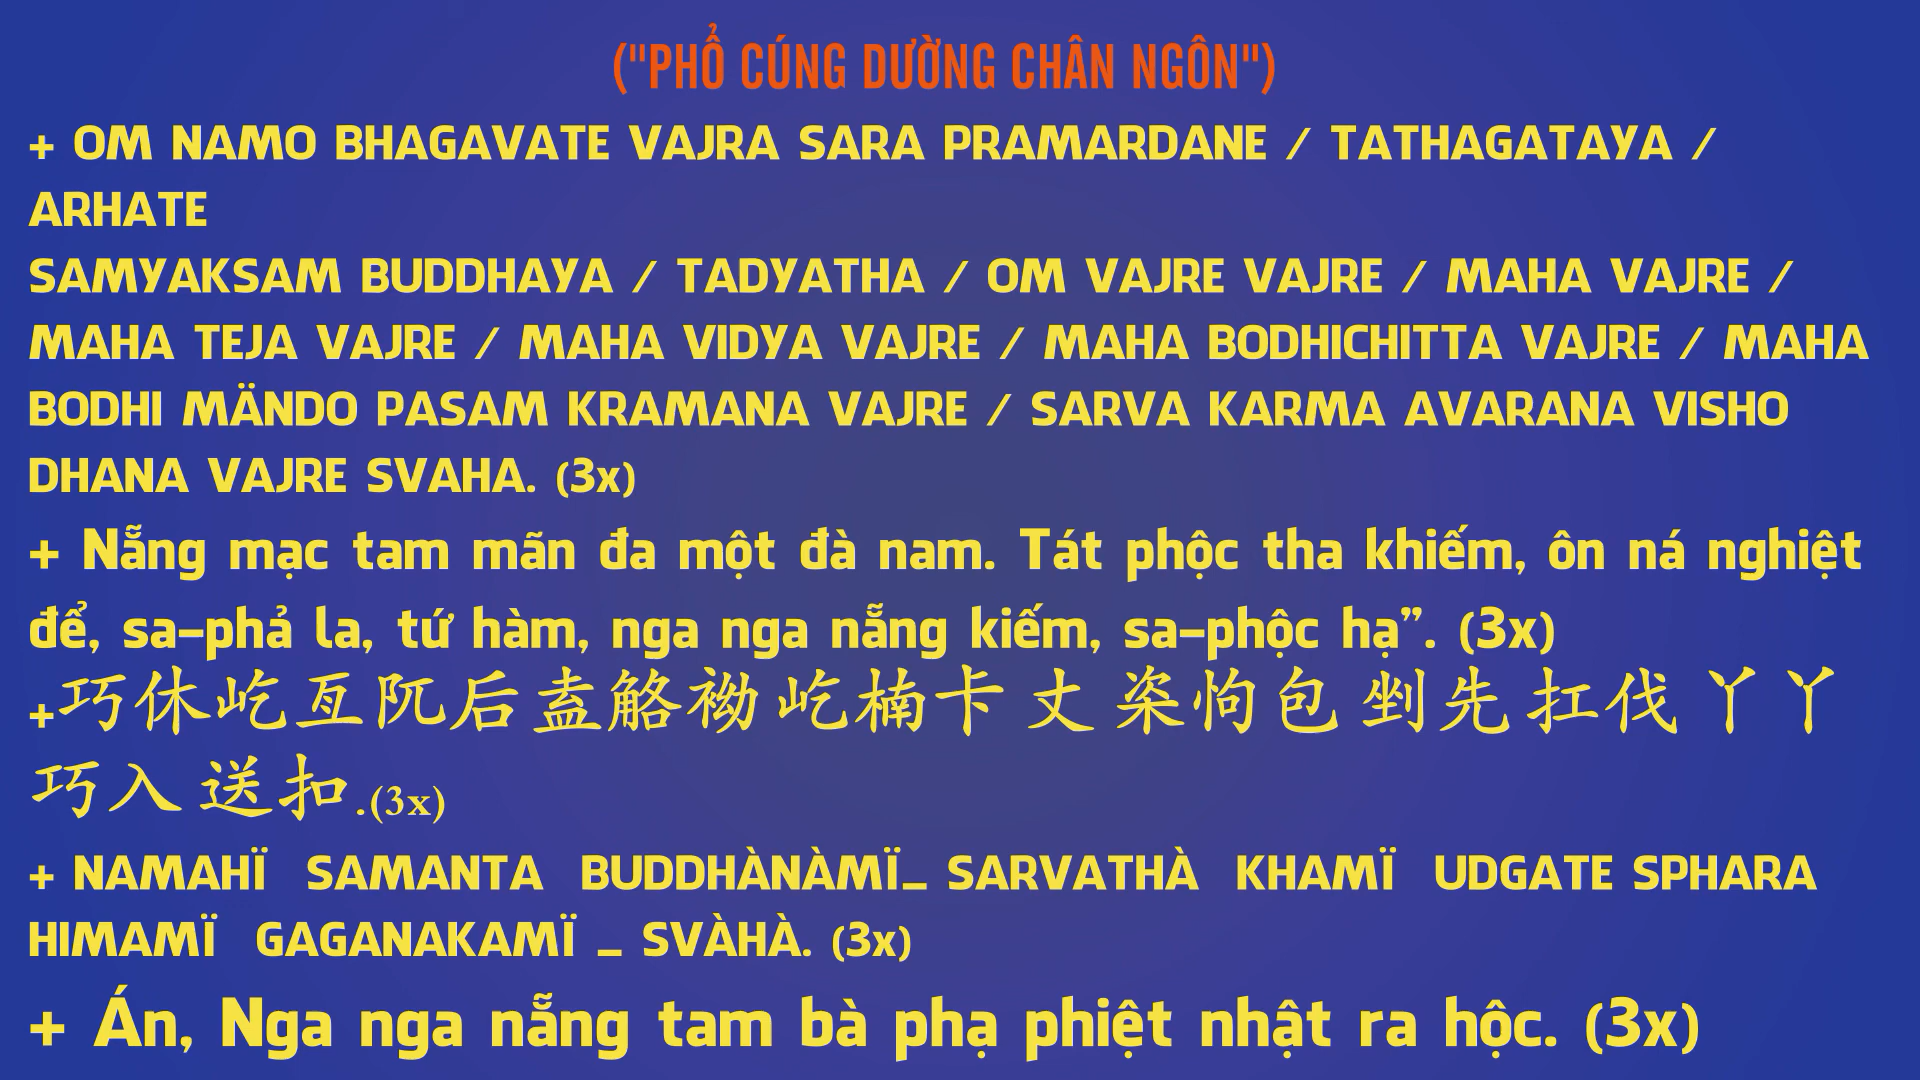 ("PHỔ CÚNG DƯỜNG CHÂN NGÔN")
+ OM NAMO BHAGAVATE VAJRA SARA PRAMARDANE / TATHAGATAYA /
ARHATE
SAMYAKSAM BUDDHAYA / TADYATHA / OM VAJRE VAJRE / MAHA VAJRE /
MAHA TEJA VAJRE / MAHA VIDYA VAJRE / MAHA BODHICHITTA VAJRE / MAHA
BODHI MÄNDO PASAM KRAMANA VAJRE / SARVA KARMA AVARANA VISHO
DHANA VAJRE SVAHA. (3x)
+ Nẵng mạc tam mãn đa một đà nam. Tát phộc tha khiếm, ôn ná nghiệt
để, sa-phả la, tứ hàm, nga nga nẵng kiếm, sa-phộc hạ”. (3x)
+巧休屹亙阢后盍觡袎屹楠卡 丈 粢怐包 剉先扛伐 丫丫
巧入 送扣.(3x)
+ NAMAHÏ SAMANTA BUDDHÀNÀMÏ_ SARVATHÀ KHAMÏ UDGATE SPHARA
HIMAMÏ GAGANAKAMÏ _ SVÀHÀ. (3x)
+ Án, Nga nga nẵng tam bà phạ phiệt nhật ra hộc. (3x)